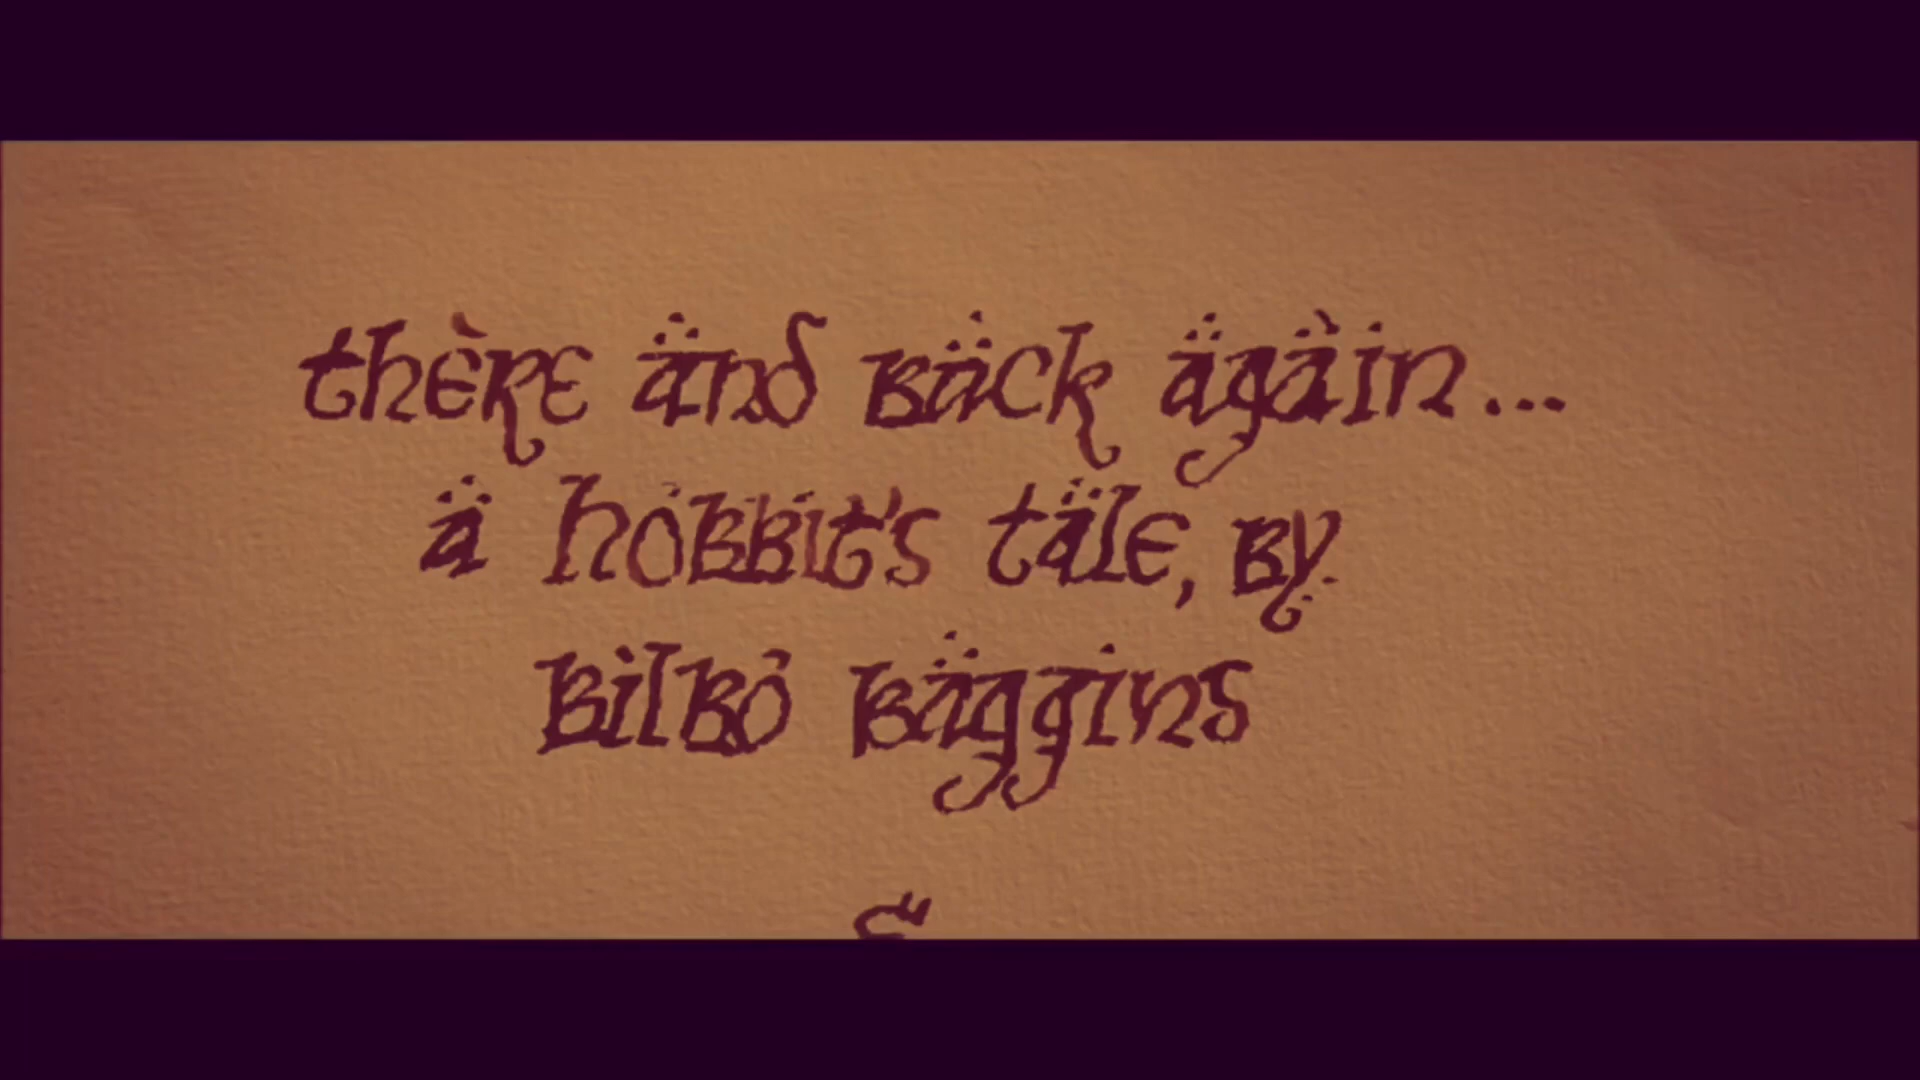 there and back again...
a hobbit's tale, by
Bilbo Baggins